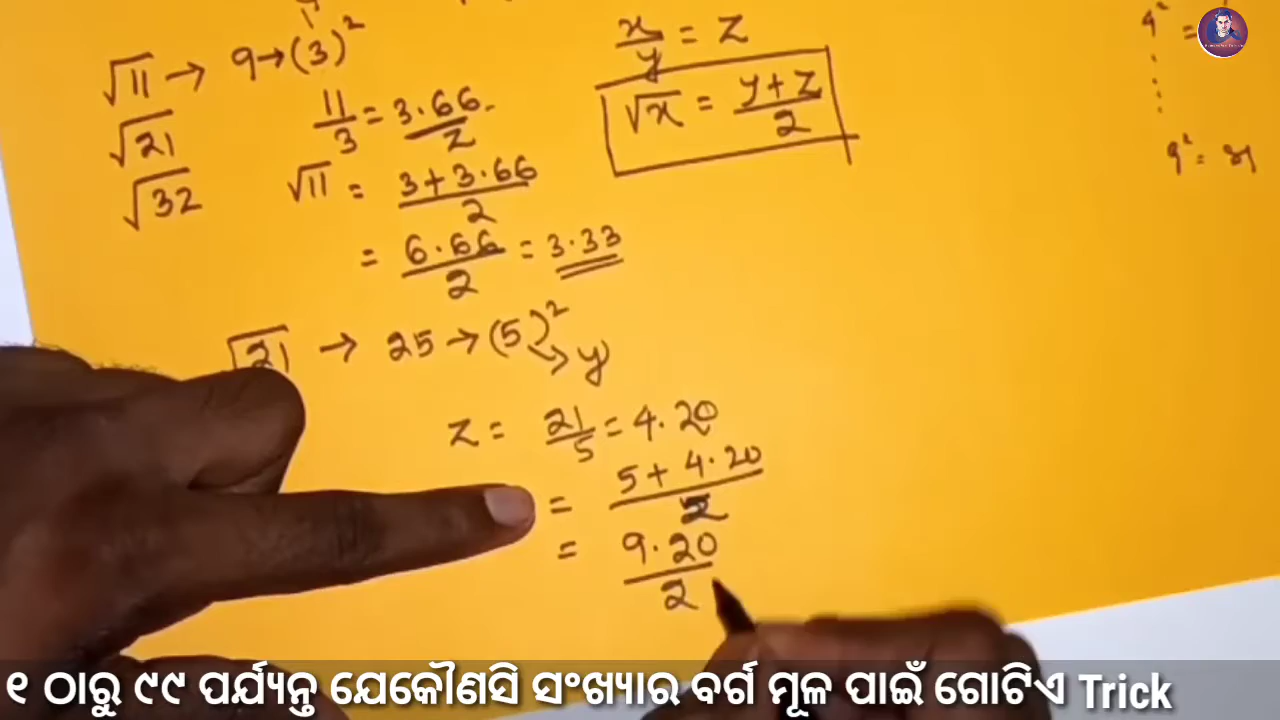 √11 → 9→(3)²
√21
√32
11/3 = 3.66
z
√11 = (3+3.66)/2
= 6.66/2 = 3.33
x/y = z
√x = (y+z)/2
4² =
9² =
√21 → 25→(5)²
→ y
z = 21/5 = 4.20
= (5+4.20)/2
= 9.20/2
୧ ଠାରୁ ୯୯ ପର୍ଯ୍ୟନ୍ତ ଯେକୌଣସି ସଂଖ୍ୟାର ବର୍ଗ ମୂଳ ପାଇଁ ଗୋଟିଏ Trick